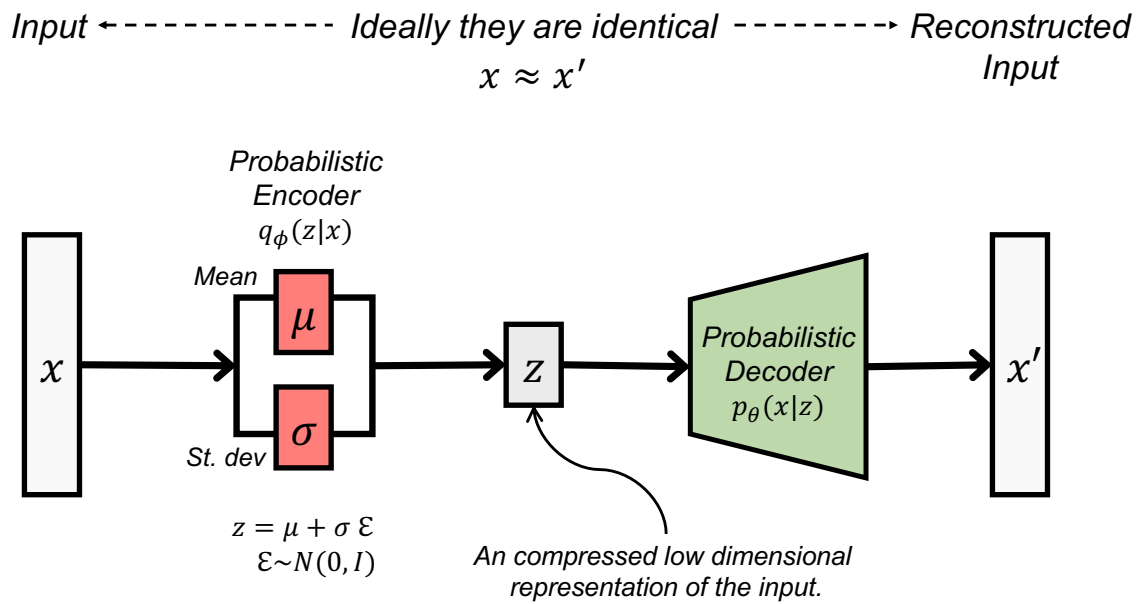 Input
Ideally they are identical
Reconstructed
Input
x ≈ x′
Probabilistic
Encoder
q_ϕ(z|x)
Mean
μ
x
z
Probabilistic
Decoder
p_θ(x|z)
x′
σ
St. dev
z = μ + σ Ɛ
Ɛ~N(0, I)
An compressed low dimensional
representation of the input.